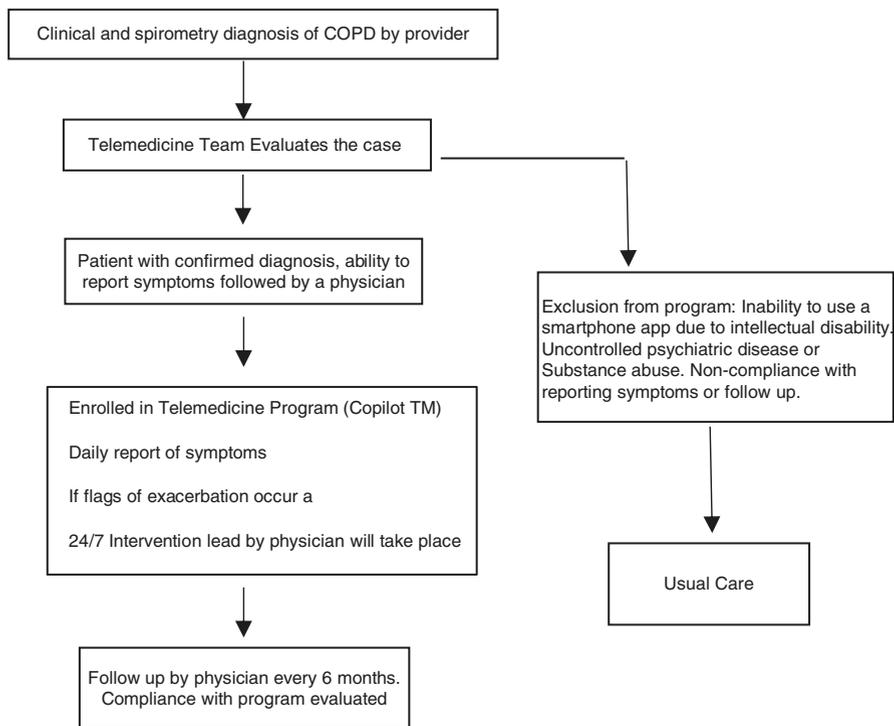 Clinical and spirometry diagnosis of COPD by provider
Telemedicine Team Evaluates the case
Patient with confirmed diagnosis, ability to
report symptoms followed by a physician
Exclusion from program: Inability to use a
smartphone app due to intellectual disability.
Uncontrolled psychiatric disease or
Substance abuse. Non-compliance with
reporting symptoms or follow up.
Enrolled in Telemedicine Program (Copilot TM)
Daily report of symptoms
If flags of exacerbation occur a
24/7 Intervention lead by physician will take place
Usual Care
Follow up by physician every 6 months.
Compliance with program evaluated